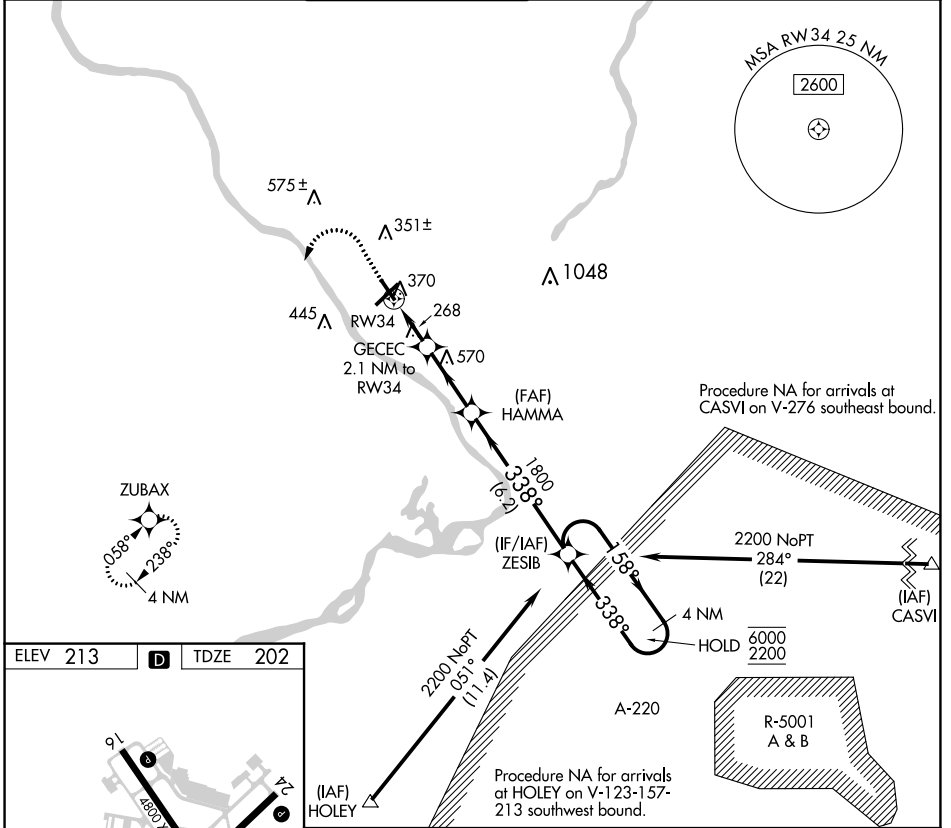 MSA RW34 25 NM
2600
575±
351±
1048
370
445
RW34
268
GECEC
2.1 NM to
RW34
570
(FAF)
HAMMA
Procedure NA for arrivals at
CASVI on V-276 southeast bound.
1800
338°
(6.2)
ZUBAX
058°
238°
4 NM
(IF/IAF)
ZESIB
158°
338°
2200 NoPT
284°
(22)
(IAF)
CASVI
4 NM
HOLD
6000
2200
2200 NoPT
051°
(11.4)
A-220
R-5001
A & B
(IAF)
HOLEY
Procedure NA for arrivals
at HOLEY on V-123-157-
213 southwest bound.
ELEV 213
D
TDZE 202
16
P
24
P
4800 X